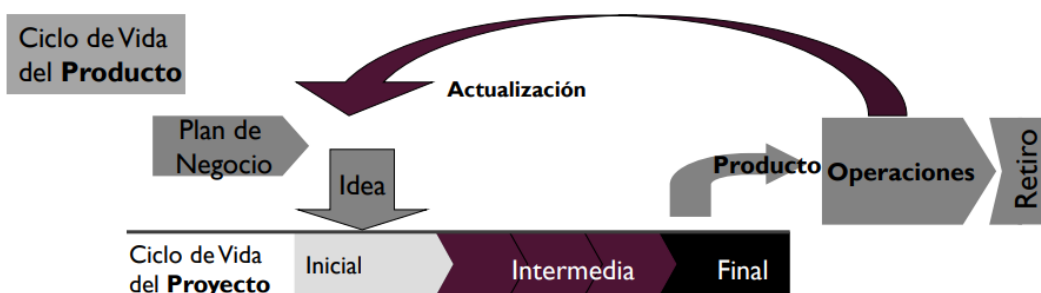 Ciclo de Vida
del Producto
Actualización
Plan de
Negocio
Idea
Producto
Operaciones
Retiro
Ciclo de Vida
del Proyecto
Inicial
Intermedia
Final